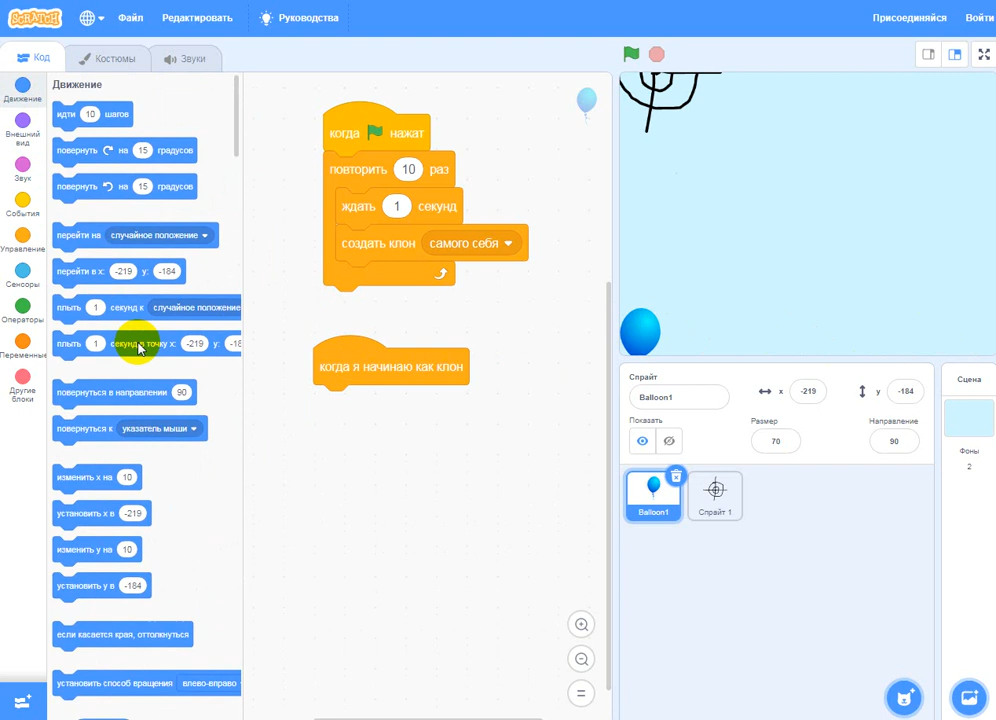 SCRATCH
Файл
Редактировать
Руководства
Присоединяйся
Войти
Код
Костюмы
Звуки
Движение
Внешний
вид
Звук
События
Управление
Сенсоры
Операторы
Переменные
Другие
блоки
Движение
идти 10 шагов
повернуть на 15 градусов
повернуть на 15 градусов
перейти на случайное положение
перейти в x: -219 y: -184
плыть 1 секунд к случайное положение
плыть 1 секунд в точку x: -219 y: -18
повернуться в направлении 90
повернуться к указатель мыши
изменить x на 10
установить x в -219
изменить y на 10
установить y в -184
если касается края, оттолкнуться
установить способ вращения влево-вправо
когда нажат
повторить 10 раз
ждать 1 секунд
создать клон самого себя
когда я начинаю как клон
Спрайт
Balloon1
x -219
y -184
Показать
Размер
70
Направление
90
Balloon1
Спрайт 1
Сцена
Фоны
2